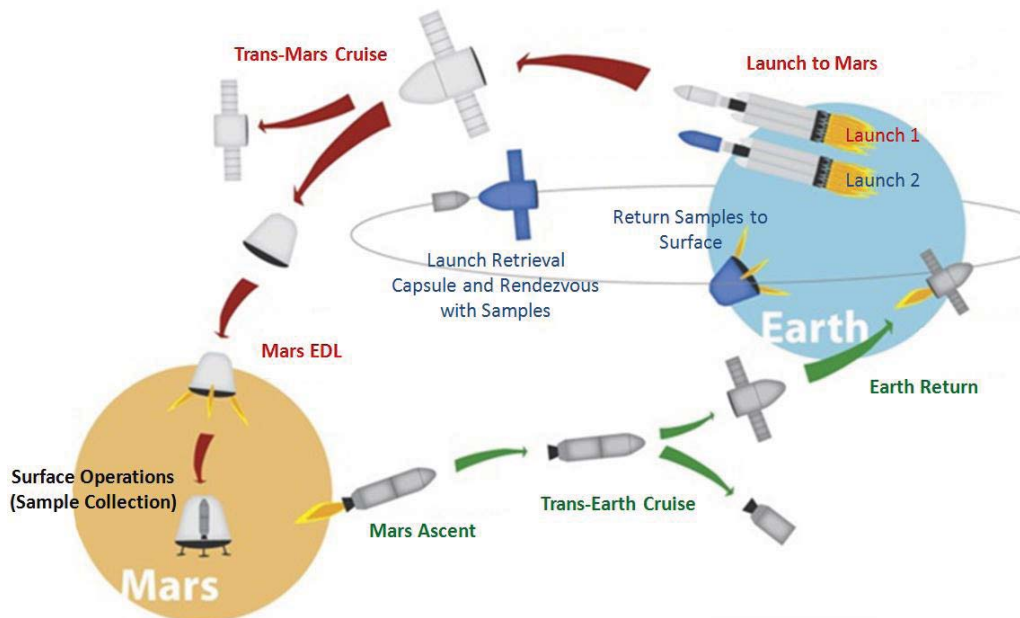 Trans-Mars Cruise
Launch to Mars
Launch 1
Launch 2
Return Samples to
Surface
Launch Retrieval
Capsule and Rendezvous
with Samples
Earth
Mars EDL
Earth Return
Surface Operations
(Sample Collection)
Trans-Earth Cruise
Mars Ascent
Mars